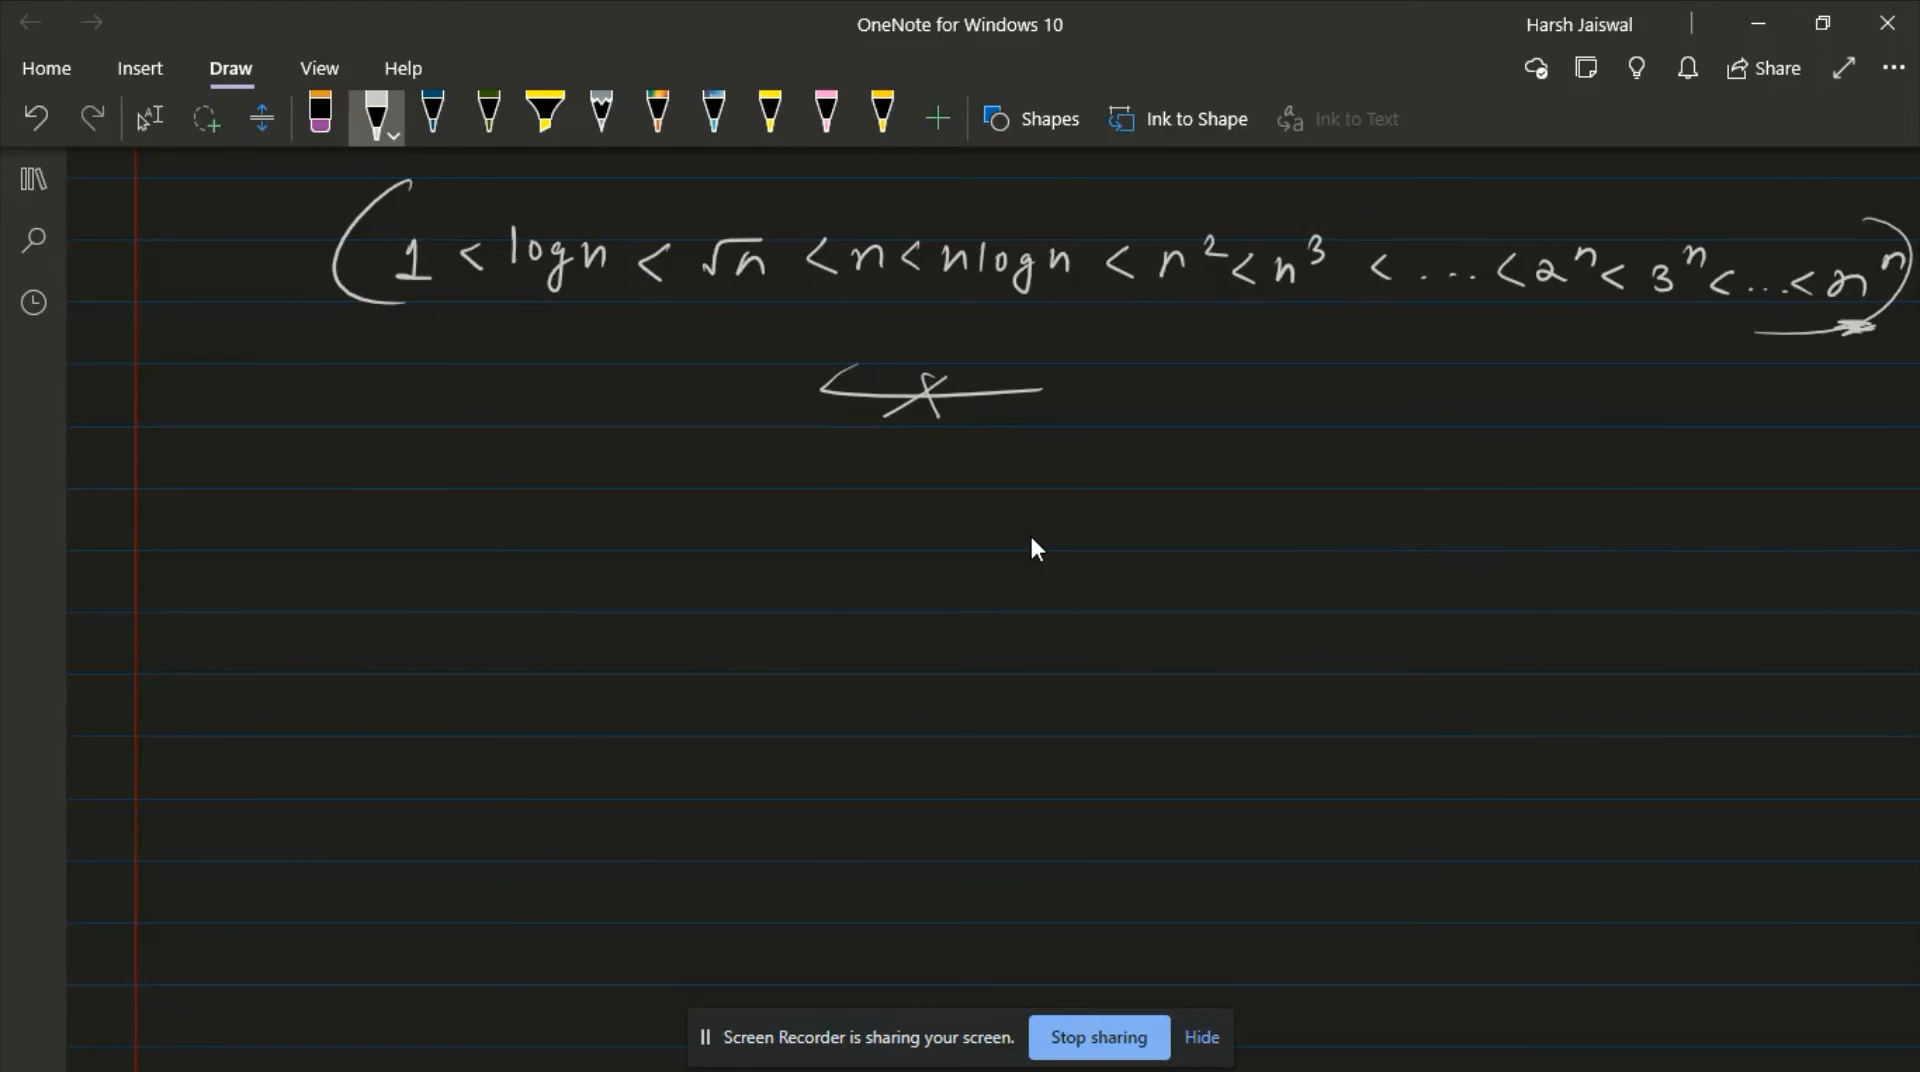 OneNote for Windows 10
Harsh Jaiswal
Home Insert Draw View Help
Share
Shapes Ink to Shape Ink to Text
1 < logn < √n < n < nlogn < n² < n³ < ... < 2ⁿ < 3ⁿ < ... < nⁿ
Screen Recorder is sharing your screen. Stop sharing Hide